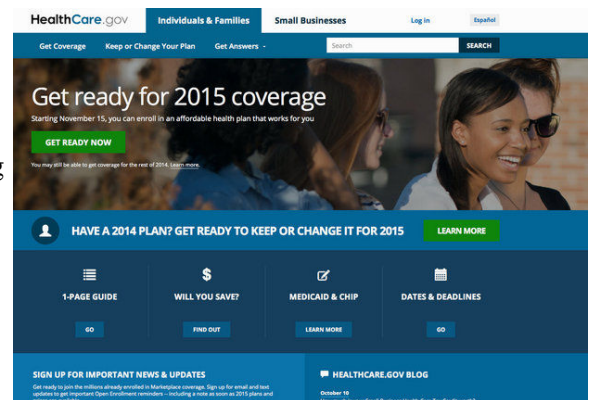 HealthCare.gov
Individuals & Families
Small Businesses
Log in
Español
Get Coverage
Keep or Change Your Plan
Get Answers
Search
SEARCH
Get ready for 2015 coverage
Starting November 15, you can enroll in an affordable health plan that works for you
GET READY NOW
You may still be able to get coverage for the rest of 2014. Learn more.
g
HAVE A 2014 PLAN? GET READY TO KEEP OR CHANGE IT FOR 2015
LEARN MORE
1-PAGE GUIDE
GO
$
WILL YOU SAVE?
FIND OUT
MEDICAID & CHIP
LEARN MORE
DATES & DEADLINES
GO
SIGN UP FOR IMPORTANT NEWS & UPDATES
Get ready to join the millions already enrolled in Marketplace coverage. Sign up for email and text
updates to get important Open Enrollment reminders -- including a note as soon as 2015 plans and
HEALTHCARE.GOV BLOG
October 10